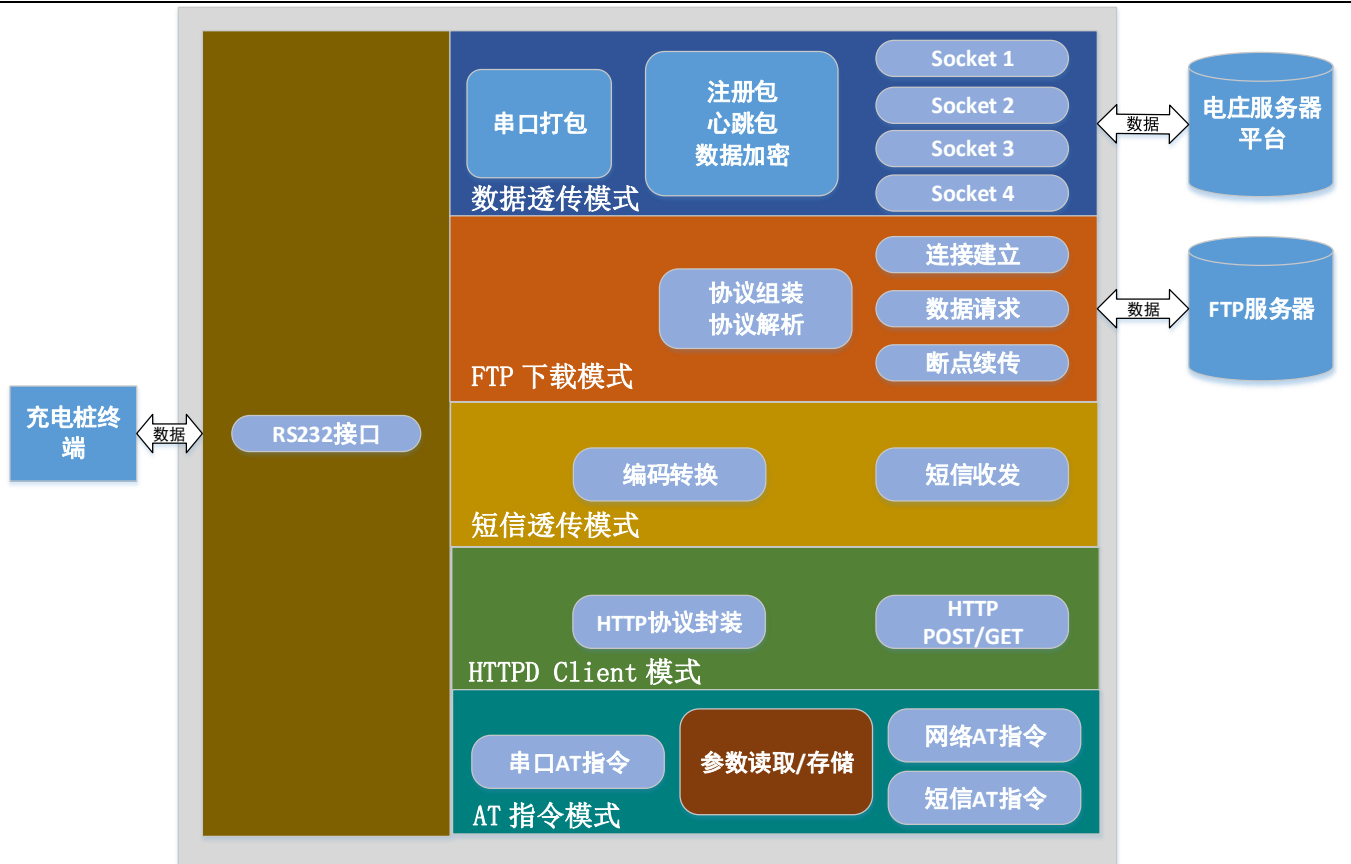 充电桩终
端
数据
RS232接口
串口打包
注册包
心跳包
数据加密
Socket 1
Socket 2
Socket 3
Socket 4
数据透传模式
数据
电庄服务器
平台
协议组装
协议解析
连接建立
数据请求
断点续传
FTP 下载模式
数据
FTP服务器
编码转换
短信收发
短信透传模式
HTTP协议封装
HTTP
POST/GET
HTTPD Client 模式
串口AT指令
参数读取/存储
网络AT指令
短信AT指令
AT 指令模式